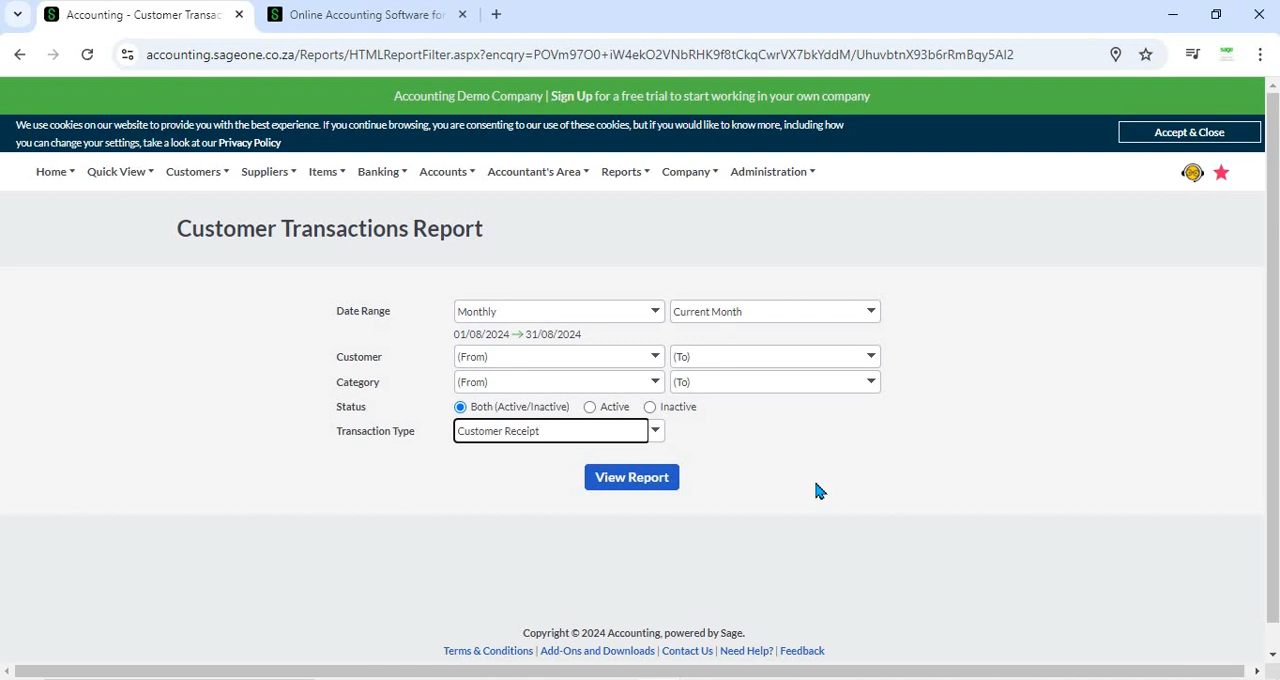 Accounting - Customer Transac
Online Accounting Software for
accounting.sageone.co.za/Reports/HTMLReportFilter.aspx?encqry=POVm97O0+iW4ekO2VNbRHK9f8tCkqCwrVX7bkYddM/UhuvbtnX93b6rRmBqy5AI2
sage
Accounting Demo Company | Sign Up for a free trial to start working in your own company
We use cookies on our website to provide you with the best experience. If you continue browsing, you are consenting to our use of these cookies, but if you would like to know more, including how
you can change your settings, take a look at our Privacy Policy
Accept & Close
Home Quick View Customers Suppliers Items Banking Accounts Accountant's Area Reports Company Administration
Customer Transactions Report
Date Range Monthly Current Month
01/08/2024 → 31/08/2024
Customer (From) (To)
Category (From) (To)
Status Both (Active/Inactive) Active Inactive
Transaction Type Customer Receipt
View Report
Copyright © 2024 Accounting, powered by Sage.
Terms & Conditions | Add-Ons and Downloads | Contact Us | Need Help? | Feedback